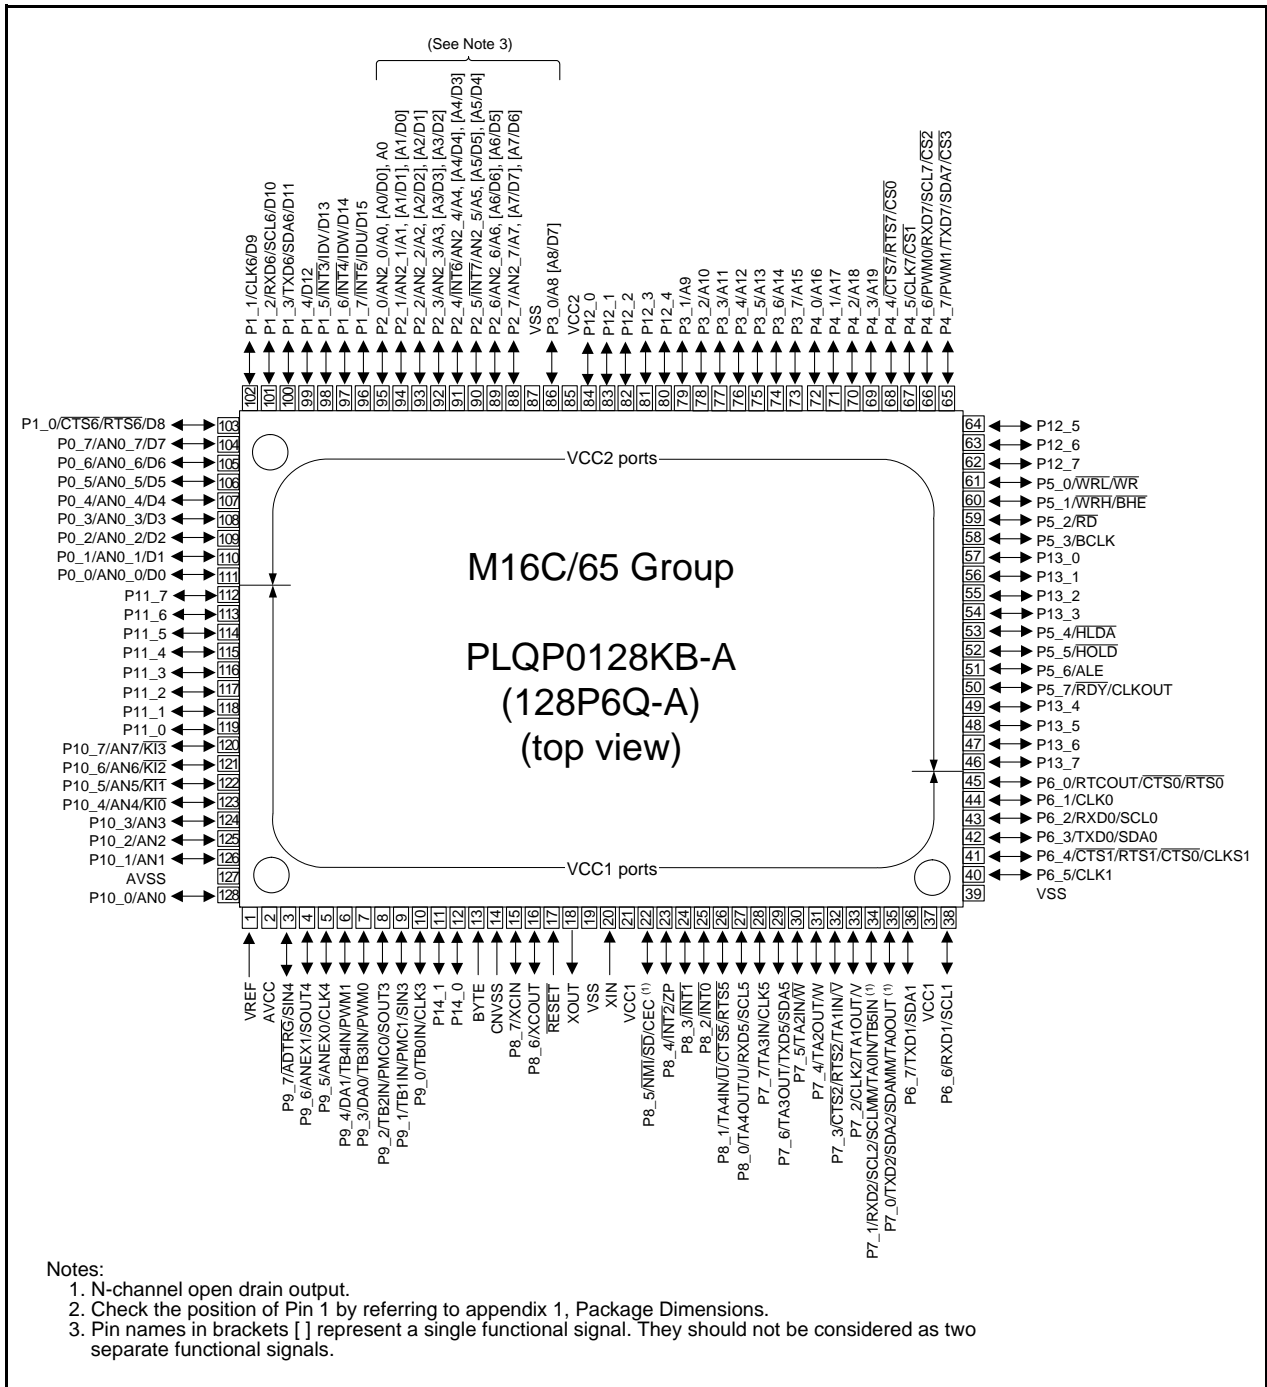 (See Note 3)
P1_1/CLK6/D9
P1_2/RXD6/SCL6/D10
P1_3/TXD6/SDA6/D11
P1_4/D12
P1_5/INT3/IDV/D13
P1_6/INT4/IDW/D14
P1_7/INT5/IDU/D15
P2_0/AN2_0/A0, [A0/D0], A0
P2_1/AN2_1/A1, [A1/D1], [A1/D0]
P2_2/AN2_2/A2, [A2/D2], [A2/D1]
P2_3/AN2_3/A3, [A3/D3], [A3/D2]
P2_4/INT6/AN2_4/A4, [A4/D4], [A4/D3]
P2_5/INT7/AN2_5/A5, [A5/D5], [A5/D4]
P2_6/AN2_6/A6, [A6/D6], [A6/D5]
P2_7/AN2_7/A7, [A7/D7], [A7/D6]
VSS
P3_0/A8 [A8/D7]
VCC2
P12_0
P12_1
P12_2
P12_3
P12_4
P3_1/A9
P3_2/A10
P3_3/A11
P3_4/A12
P3_5/A13
P3_6/A14
P3_7/A15
P4_0/A16
P4_1/A17
P4_2/A18
P4_3/A19
P4_4/CTS7/RTS7/CS0
P4_5/CLK7/CS1
P4_6/PWM0/RXD7/SCL7/CS2
P4_7/PWM1/TXD7/SDA7/CS3
102 101 100 99 98 97 96 95 94 93 92 91 90 89 88 87 86 85 84 83 82 81 80 79 78 77 76 75 74 73 72 71 70 69 68 67 66 65
P1_0/CTS6/RTS6/D8 103
P0_7/AN0_7/D7 104
P0_6/AN0_6/D6 105
P0_5/AN0_5/D5 106
P0_4/AN0_4/D4 107
P0_3/AN0_3/D3 108
P0_2/AN0_2/D2 109
P0_1/AN0_1/D1 110
P0_0/AN0_0/D0 111
P11_7 112
P11_6 113
P11_5 114
P11_4 115
P11_3 116
P11_2 117
P11_1 118
P11_0 119
P10_7/AN7/KI3 120
P10_6/AN6/KI2 121
P10_5/AN5/KI1 122
P10_4/AN4/KI0 123
P10_3/AN3 124
P10_2/AN2 125
P10_1/AN1 126
AVSS 127
P10_0/AN0 128
VCC2 ports
M16C/65 Group
PLQP0128KB-A
(128P6Q-A)
(top view)
VCC1 ports
64 P12_5
63 P12_6
62 P12_7
61 P5_0/WRL/WR
60 P5_1/WRH/BHE
59 P5_2/RD
58 P5_3/BCLK
57 P13_0
56 P13_1
55 P13_2
54 P13_3
53 P5_4/HLDA
52 P5_5/HOLD
51 P5_6/ALE
50 P5_7/RDY/CLKOUT
49 P13_4
48 P13_5
47 P13_6
46 P13_7
45 P6_0/RTCOUT/CTS0/RTS0
44 P6_1/CLK0
43 P6_2/RXD0/SCL0
42 P6_3/TXD0/SDA0
41 P6_4/CTS1/RTS1/CTS0/CLKS1
40 P6_5/CLK1
39 VSS
1 2 3 4 5 6 7 8 9 10 11 12 13 14 15 16 17 18 19 20 21 22 23 24 25 26 27 28 29 30 31 32 33 34 35 36 37 38
VREF
AVCC
P9_7/ADTRG/SIN4
P9_6/ANEX1/SOUT4
P9_5/ANEX0/CLK4
P9_4/DA1/TB4IN/PWM1
P9_3/DA0/TB3IN/PWM0
P9_2/TB2IN/PMC0/SOUT3
P9_1/TB1IN/PMC1/SIN3
P9_0/TB0IN/CLK3
P14_1
P14_0
BYTE
CNVSS
P8_7/XCIN
P8_6/XCOUT
RESET
XOUT
VSS
XIN
VCC1
P8_5/NMI/SD/CEC (1)
P8_4/INT2/ZP
P8_3/INT1
P8_2/INT0
P8_1/TA4IN/U/CTS5/RTS5
P8_0/TA4OUT/U/RXD5/SCL5
P7_7/TA3IN/CLK5
P7_6/TA3OUT/TXD5/SDA5
P7_5/TA2IN/W
P7_4/TA2OUT/W
P7_3/CTS2/RTS2/TA1IN/V
P7_2/CLK2/TA1OUT/V
P7_1/RXD2/SCL2/SCLMM/TA0IN/TB5IN (1)
P7_0/TXD2/SDA2/SDAMM/TA0OUT (1)
P6_7/TXD1/SDA1
VCC1
P6_6/RXD1/SCL1
Notes:
1. N-channel open drain output.
2. Check the position of Pin 1 by referring to appendix 1, Package Dimensions.
3. Pin names in brackets [ ] represent a single functional signal. They should not be considered as two
separate functional signals.